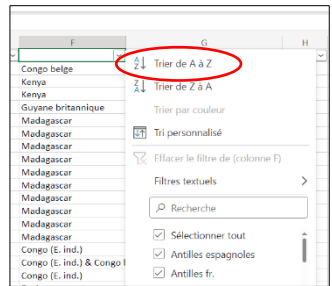 F G H
Congo belge
Kenya
Kenya
Guyane britannique
Madagascar
Madagascar
Madagascar
Madagascar
Madagascar
Madagascar
Madagascar
Madagascar
Madagascar
Madagascar
Congo (E. ind.)
Congo (E. ind.) & Congo
Congo (E. ind.)
Trier de A à Z
Trier de Z à A
Trier par couleur
Tri personnalisé
Effacer le filtre de (colonne F)
Filtres textuels
Recherche
Sélectionner tout
Antilles espagnoles
Antilles fr.